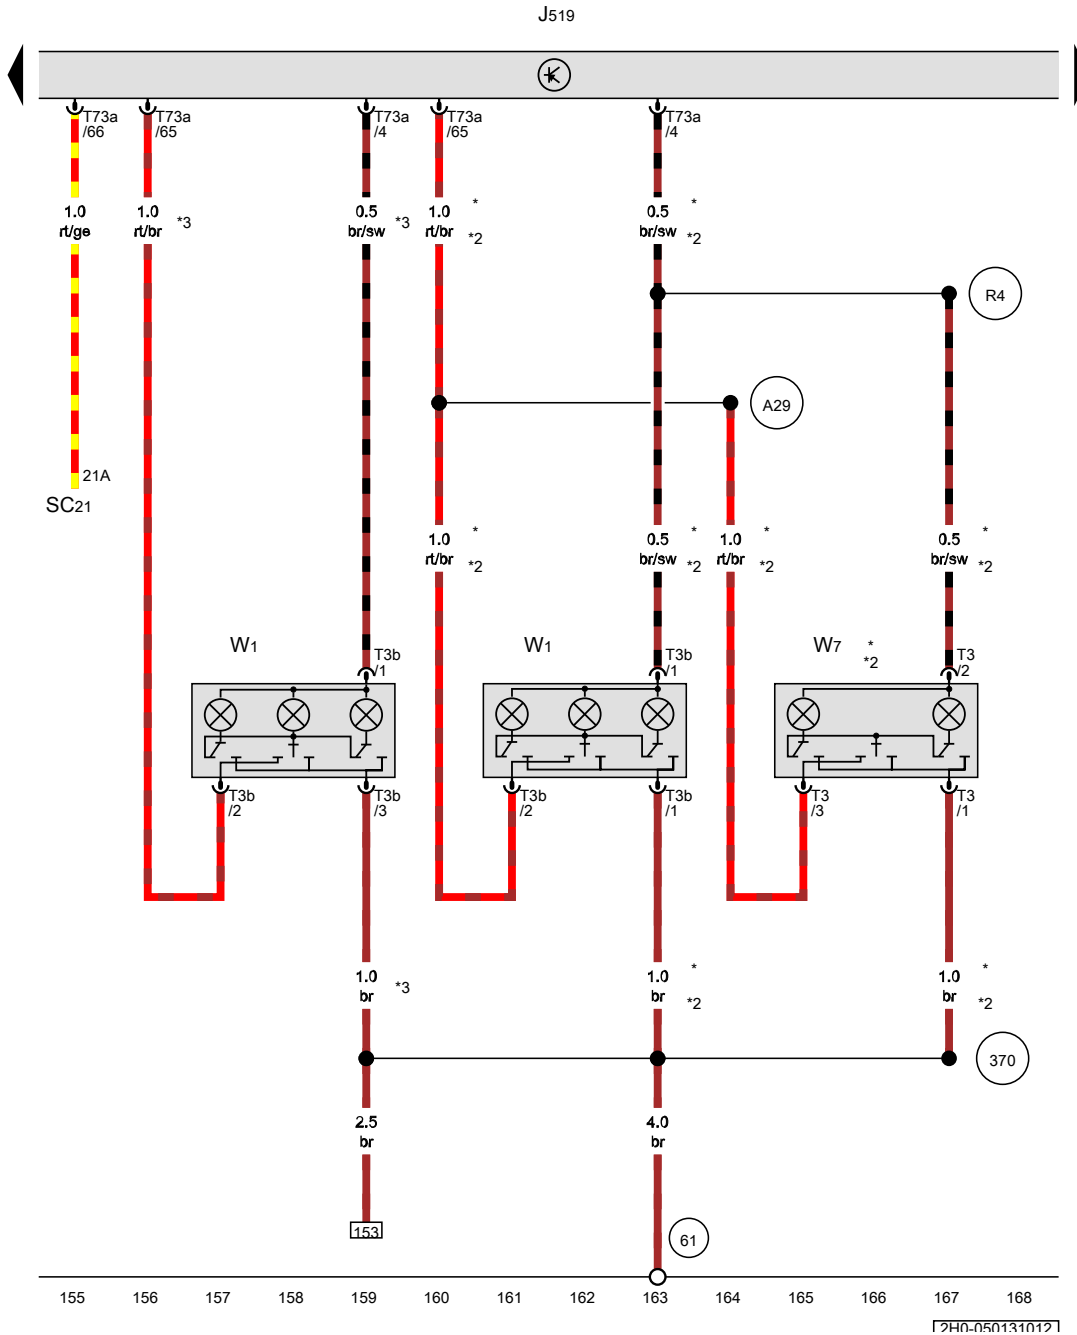 J519
T73a T73a T73a T73a T73a
/66 /65 /4 /65 /4
1.0 1.0 *3 0.5 *3 1.0 * 0.5 *
rt/ge rt/br br/sw rt/br *2 br/sw *2
R4
A29
21A
SC21
1.0 * 0.5 * 1.0 * 0.5 *
rt/br *2 br/sw *2 rt/br *2 br/sw *2
W1 W1 W7 *
*2
T3b T3b T3
/1 /1 /2
T3b T3b T3b T3b T3 T3
/2 /3 /2 /1 /3 /1
1.0 *3 1.0 * 1.0 *
br br *2 br *2
370
2.5 4.0
br br
153
61
155 156 157 158 159 160 161 162 163 164 165 166 167 168
2H0-050131012